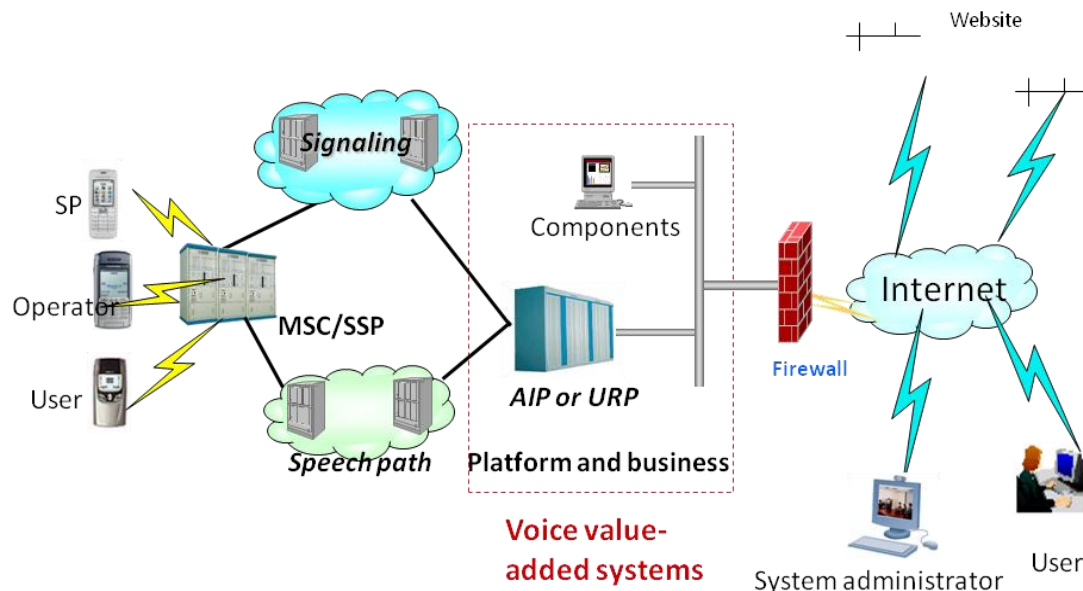 Website
Signaling
SP
Components
Operator
Internet
MSC/SSP
Firewall
User
AIP or URP
Speech path
Platform and business
Voice value-
added systems
System administrator
User